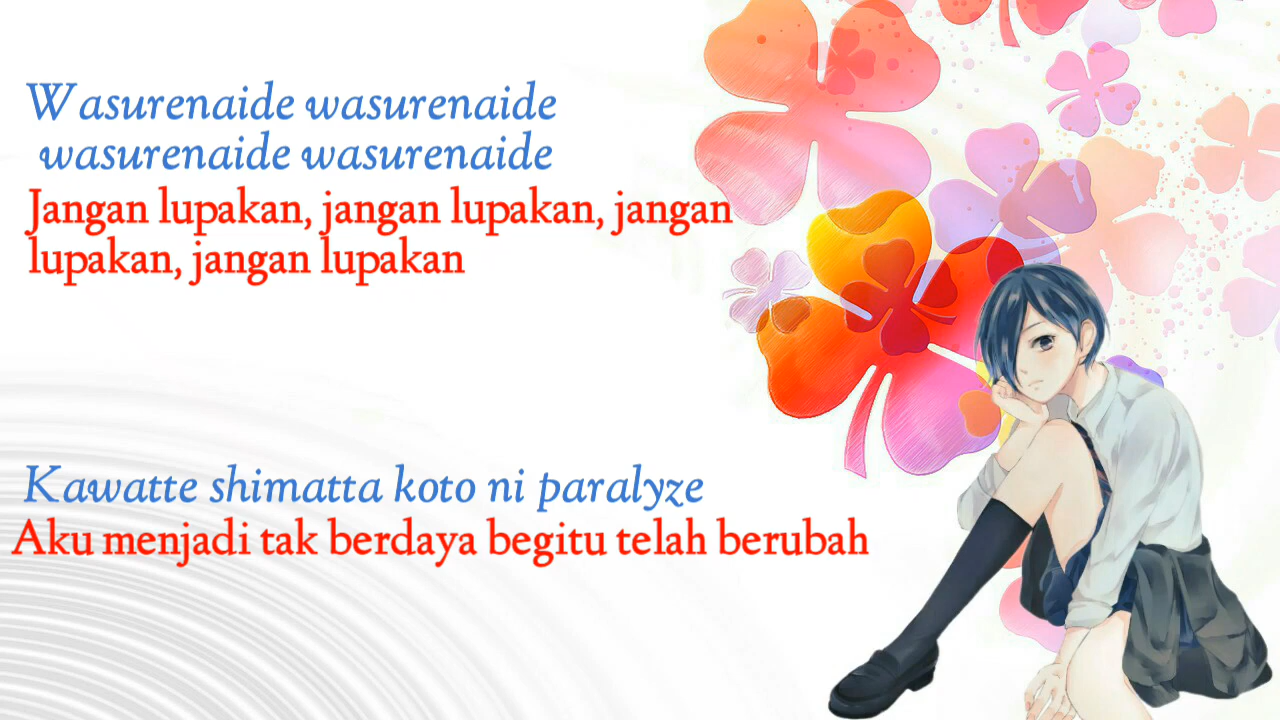 Wasurenaide wasurenaide
wasurenaide wasurenaide
Jangan lupakan, jangan lupakan, jangan
lupakan, jangan lupakan
Kawatte shimatta koto ni paralyze
Aku menjadi tak berdaya begitu telah berubah